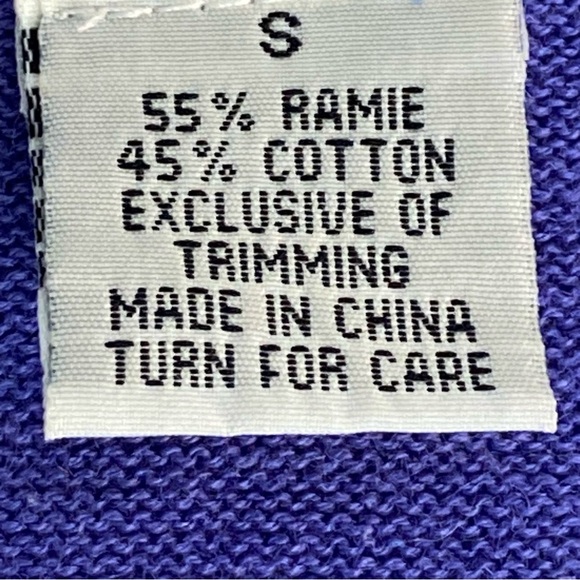 S
55% RAMIE
45% COTTON
EXCLUSIVE OF
TRIMMING
MADE IN CHINA
TURN FOR CARE